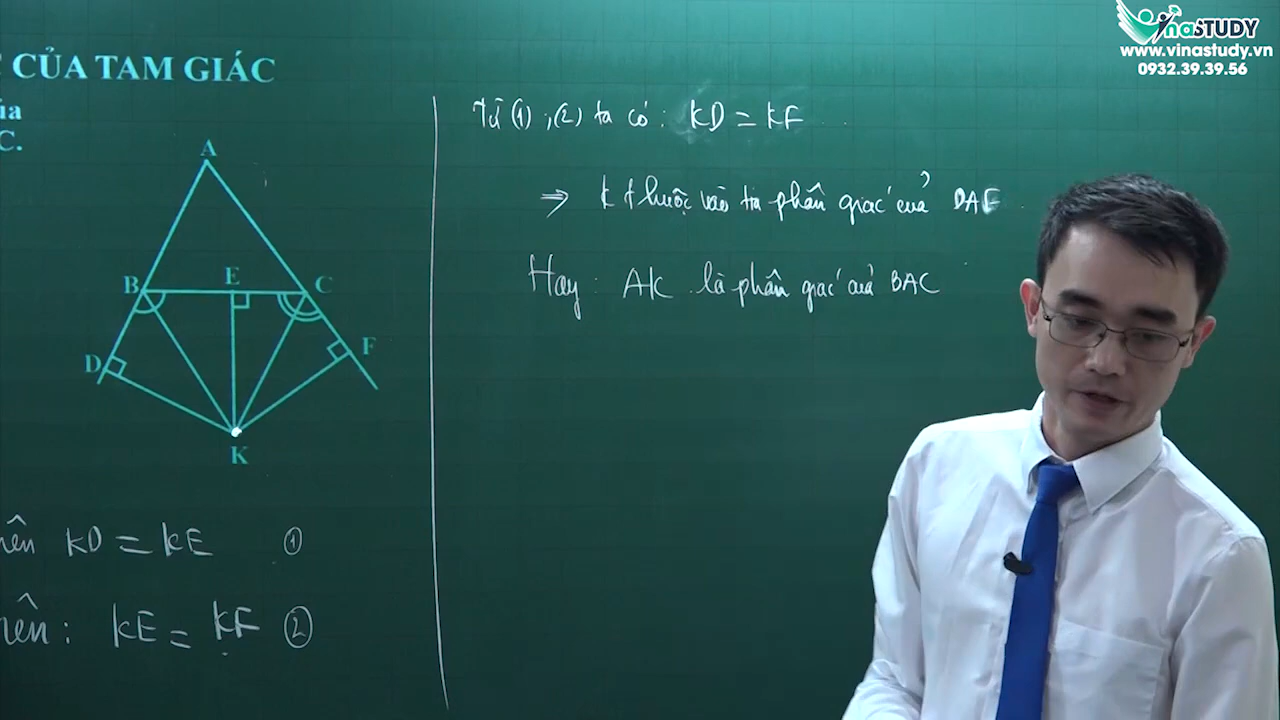 VinaSTUDY
www.vinastudy.vn
0932.39.39.56
CỦA TAM GIÁC
C.
A
B
E
C
D
F
K
nên KD = KE (1)
nên: KE = KF (2)
Từ (1), (2) ta có: KD = KF
⇒ K thuộc vào tia phân giác của DAF
Hay: AK là phân giác của BAC